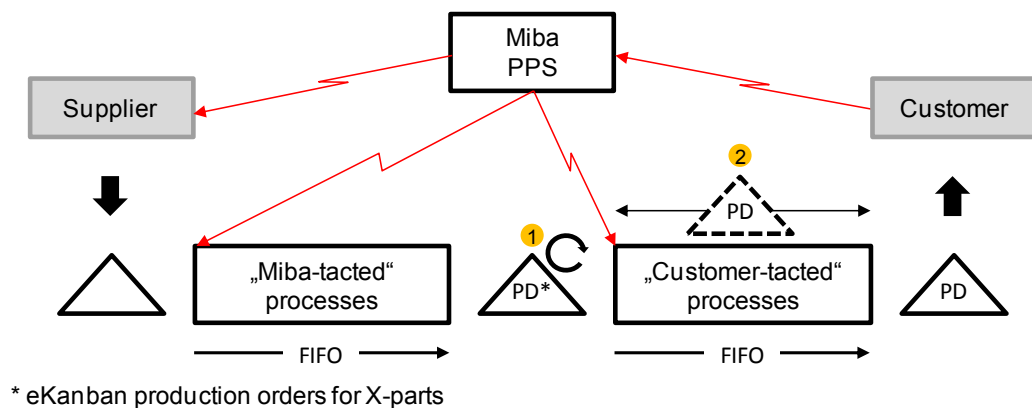 Miba
PPS
Supplier
Customer
2
PD
1
„Miba-tacted“
processes
PD*
„Customer-tacted“
processes
PD
FIFO
FIFO
* eKanban production orders for X-parts